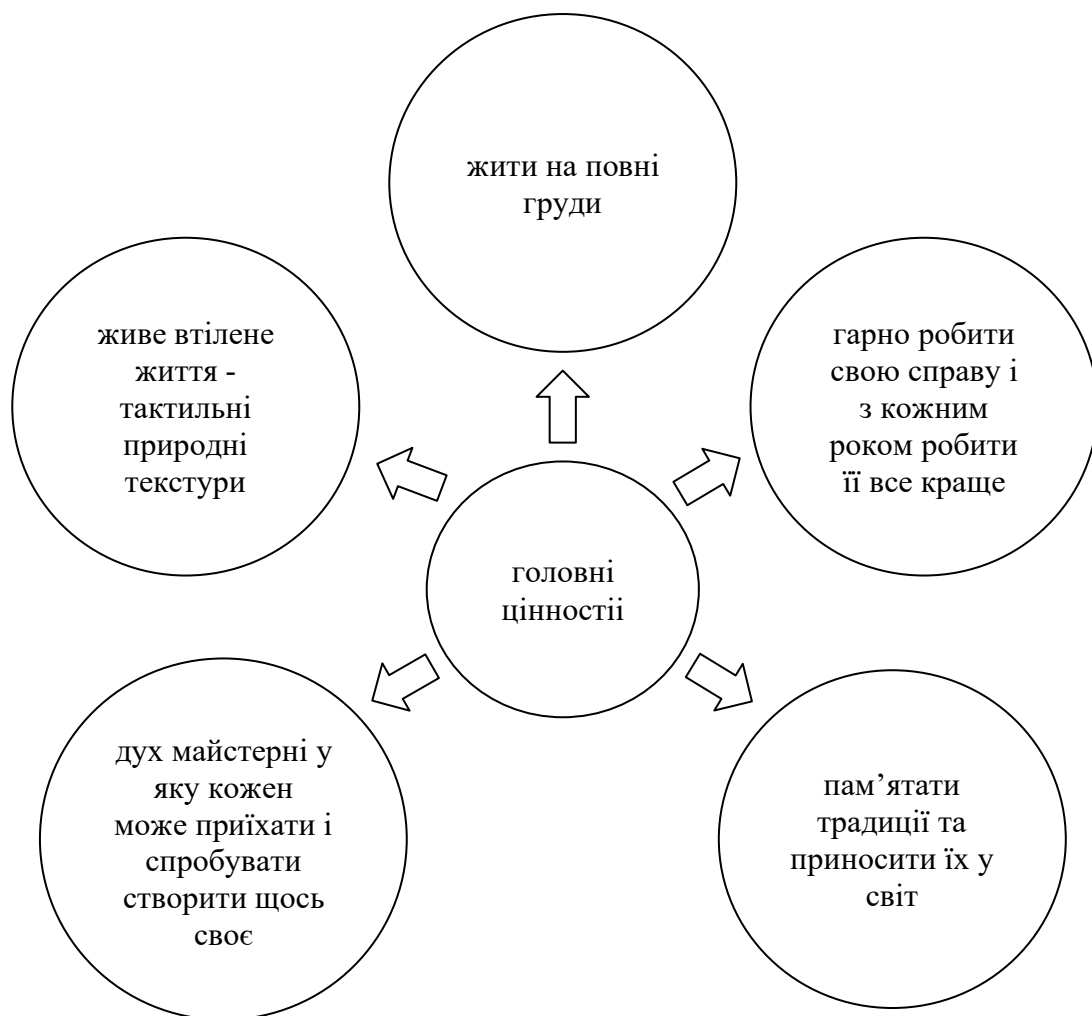 жити на повні
груди
живе втілене
життя -
тактильні
природні
текстури
гарно робити
свою справу і
з кожним
роком робити
її все краще
головні
цінностіі
дух майстерні у
яку кожен
може приїхати і
спробувати
створити щось
своє
пам’ятати
традиції та
приносити їх у
світ